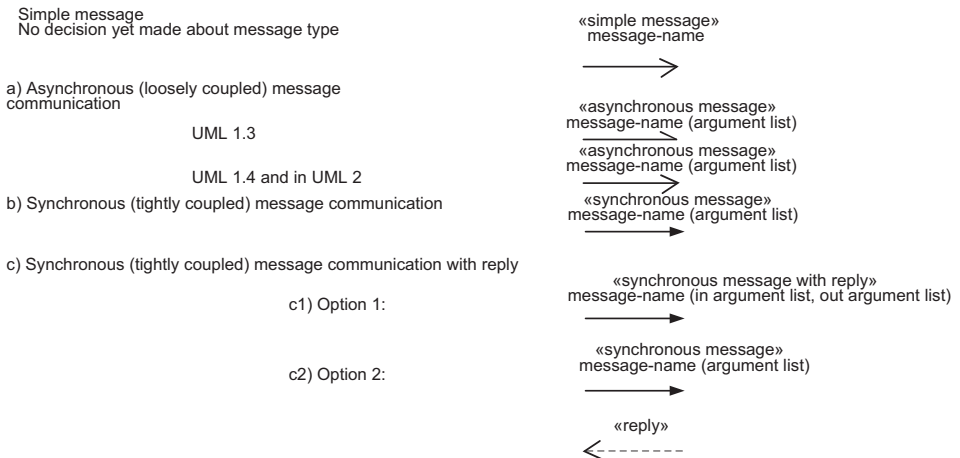 Simple message
No decision yet made about message type
«simple message»
message-name
a) Asynchronous (loosely coupled) message
communication
«asynchronous message»
message-name (argument list)
UML 1.3
«asynchronous message»
message-name (argument list)
UML 1.4 and in UML 2
b) Synchronous (tightly coupled) message communication
«synchronous message»
message-name (argument list)
c) Synchronous (tightly coupled) message communication with reply
«synchronous message with reply»
message-name (in argument list, out argument list)
c1) Option 1:
«synchronous message»
message-name (argument list)
c2) Option 2:
«reply»